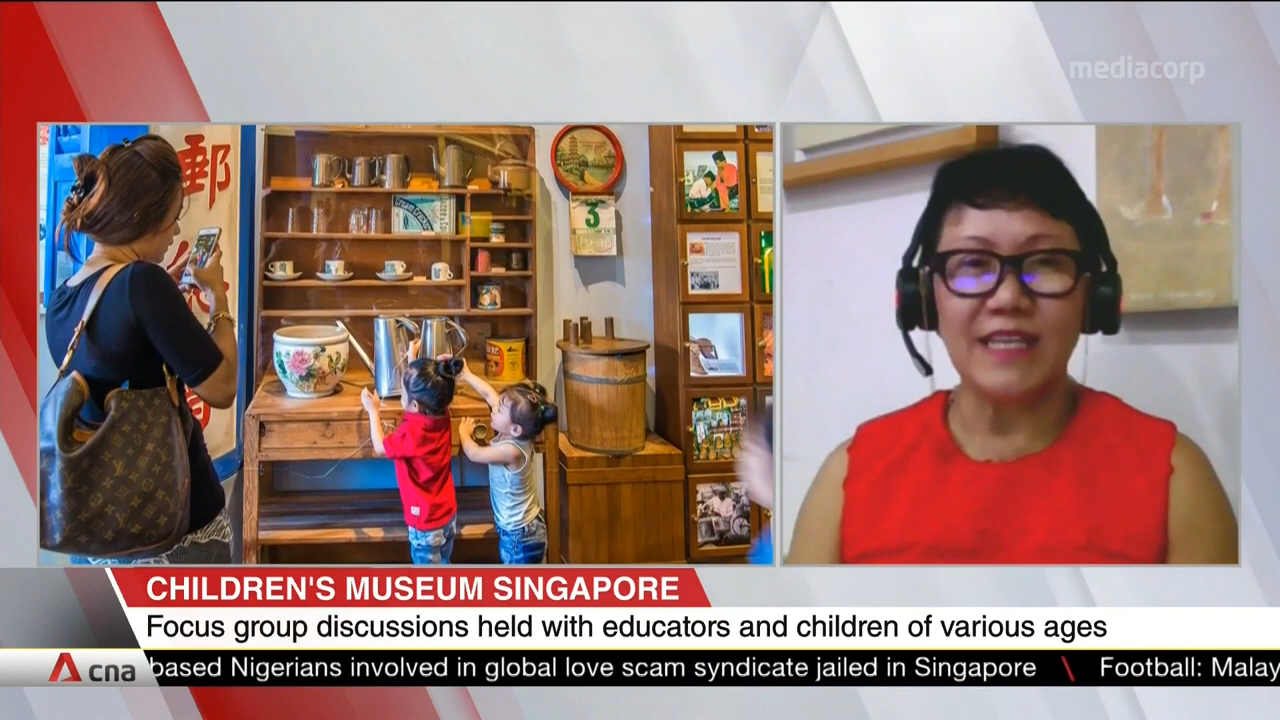 mediacorp
郵
3
CHILDREN'S MUSEUM SINGAPORE
Focus group discussions held with educators and children of various ages
cna
based Nigerians involved in global love scam syndicate jailed in Singapore \ Football: Malay